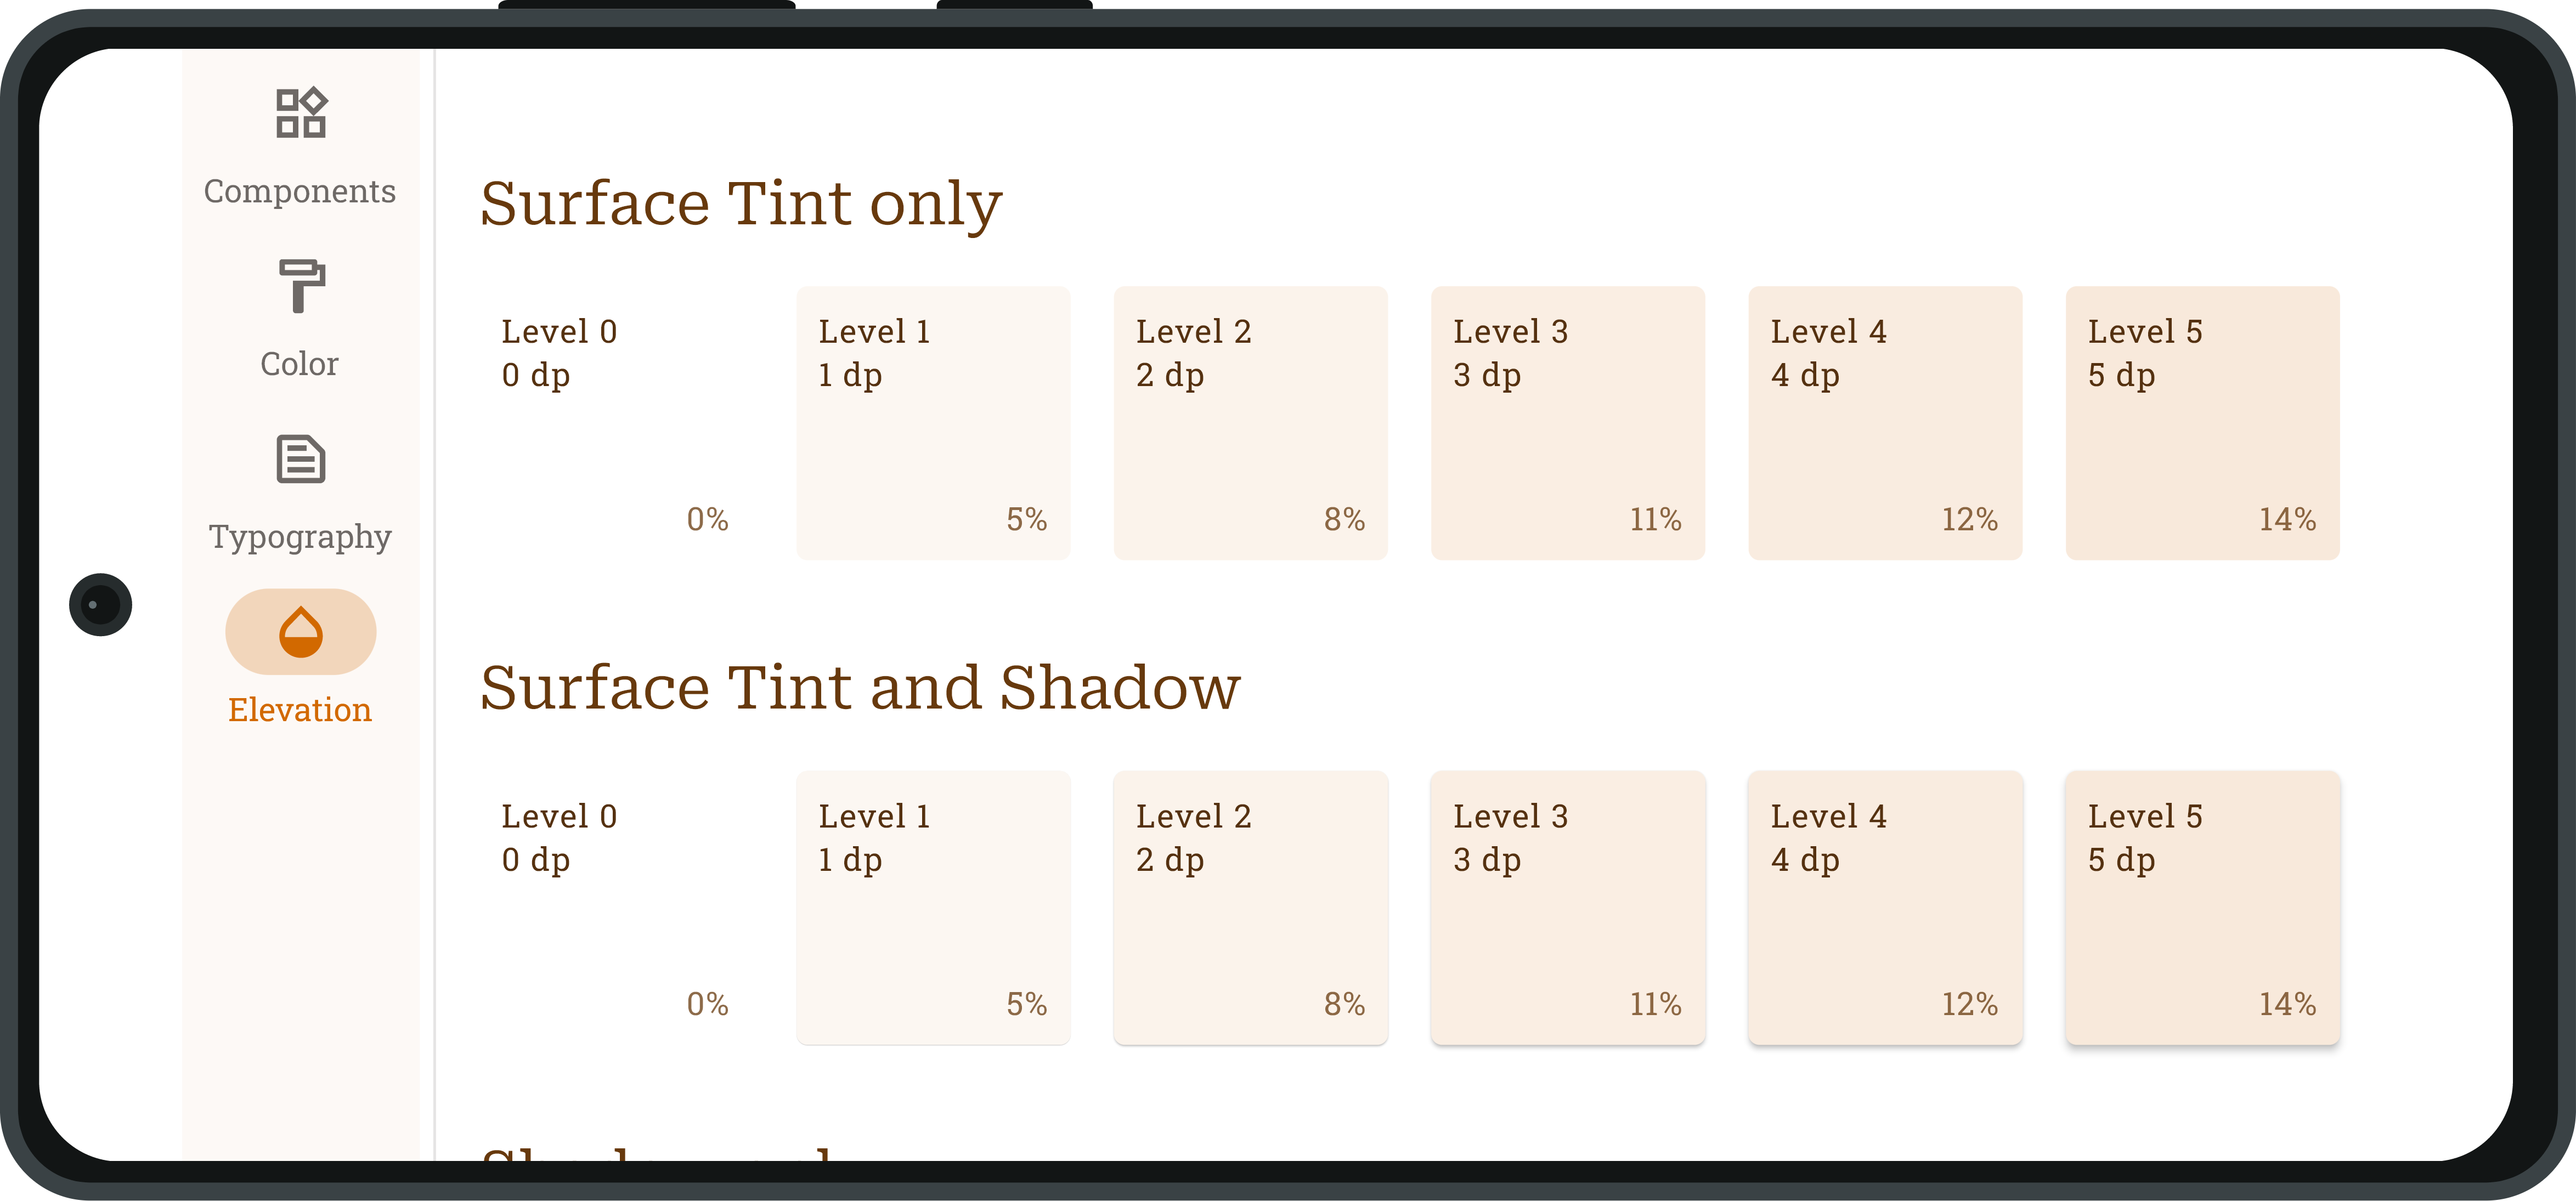 Components
Color
Typography
Elevation
Surface Tint only
Level 0
0 dp
0%
Level 1
1 dp
5%
Level 2
2 dp
8%
Level 3
3 dp
11%
Level 4
4 dp
12%
Level 5
5 dp
14%
Surface Tint and Shadow
Level 0
0 dp
0%
Level 1
1 dp
5%
Level 2
2 dp
8%
Level 3
3 dp
11%
Level 4
4 dp
12%
Level 5
5 dp
14%